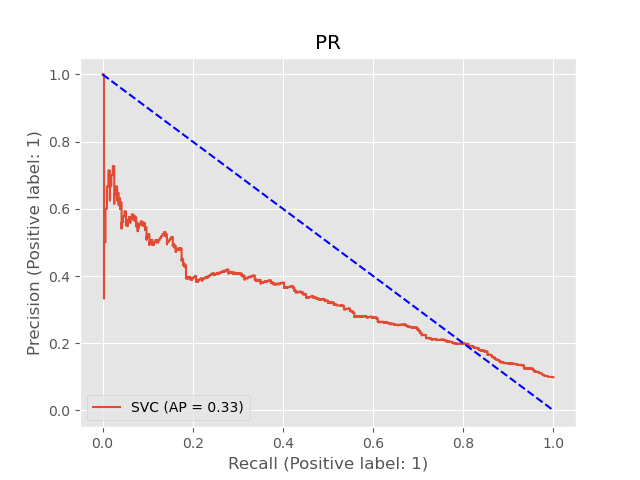 PR
Precision (Positive label: 1)
1.0
0.8
0.6
0.4
0.2
0.0
SVC (AP = 0.33)
0.0 0.2 0.4 0.6 0.8 1.0
Recall (Positive label: 1)